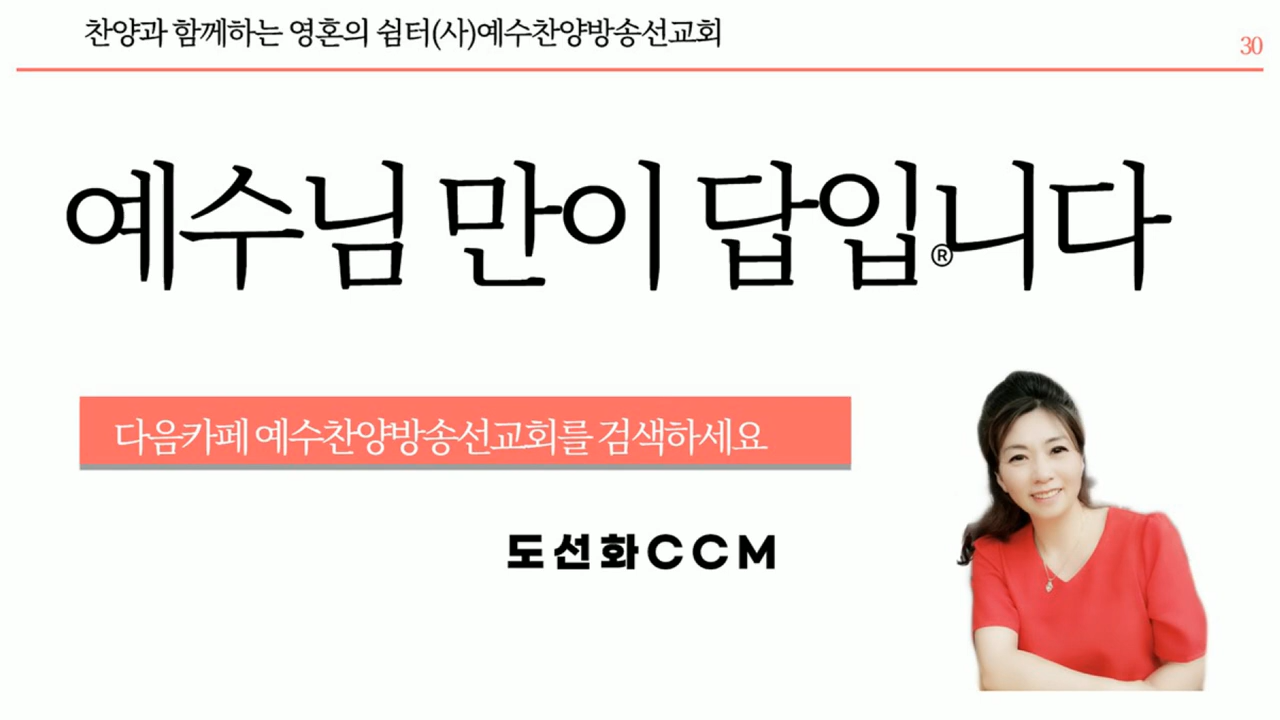 찬양과 함께하는 영혼의 쉼터(사)예수찬양방송선교회
30
예수님 만이 답입니다
®
다음카페 예수찬양방송선교회를 검색하세요
도선화CCM